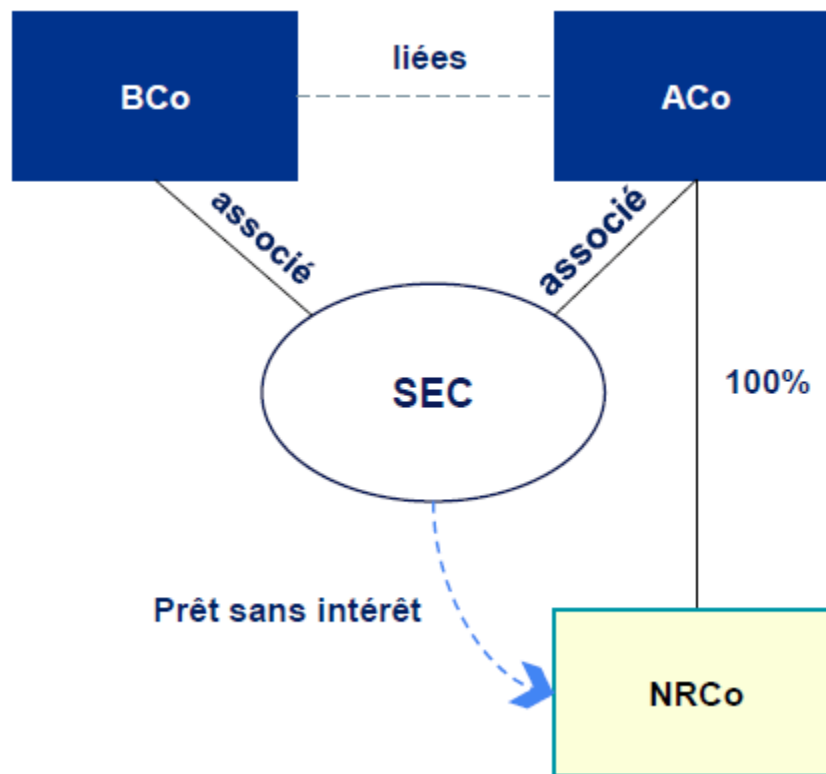 liées
BCo
ACo
associé
associé
SEC
100%
Prêt sans intérêt
NRCo